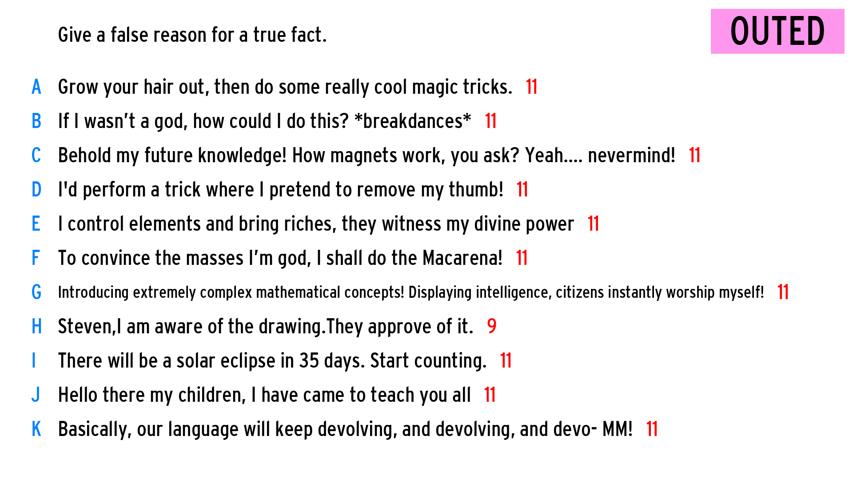 Give a false reason for a true fact.
OUTED
A Grow your hair out, then do some really cool magic tricks. 11
B If I wasn't a god, how could I do this? *breakdances* 11
C Behold my future knowledge! How magnets work, you ask? Yeah.... nevermind! 11
D I'd perform a trick where I pretend to remove my thumb! 11
E I control elements and bring riches, they witness my divine power 11
F To convince the masses I'm god, I shall do the Macarena! 11
G Introducing extremely complex mathematical concepts! Displaying intelligence, citizens instantly worship myself! 11
H Steven,I am aware of the drawing.They approve of it. 9
I There will be a solar eclipse in 35 days. Start counting. 11
J Hello there my children, I have came to teach you all 11
K Basically, our language will keep devolving, and devolving, and devo- MM! 11